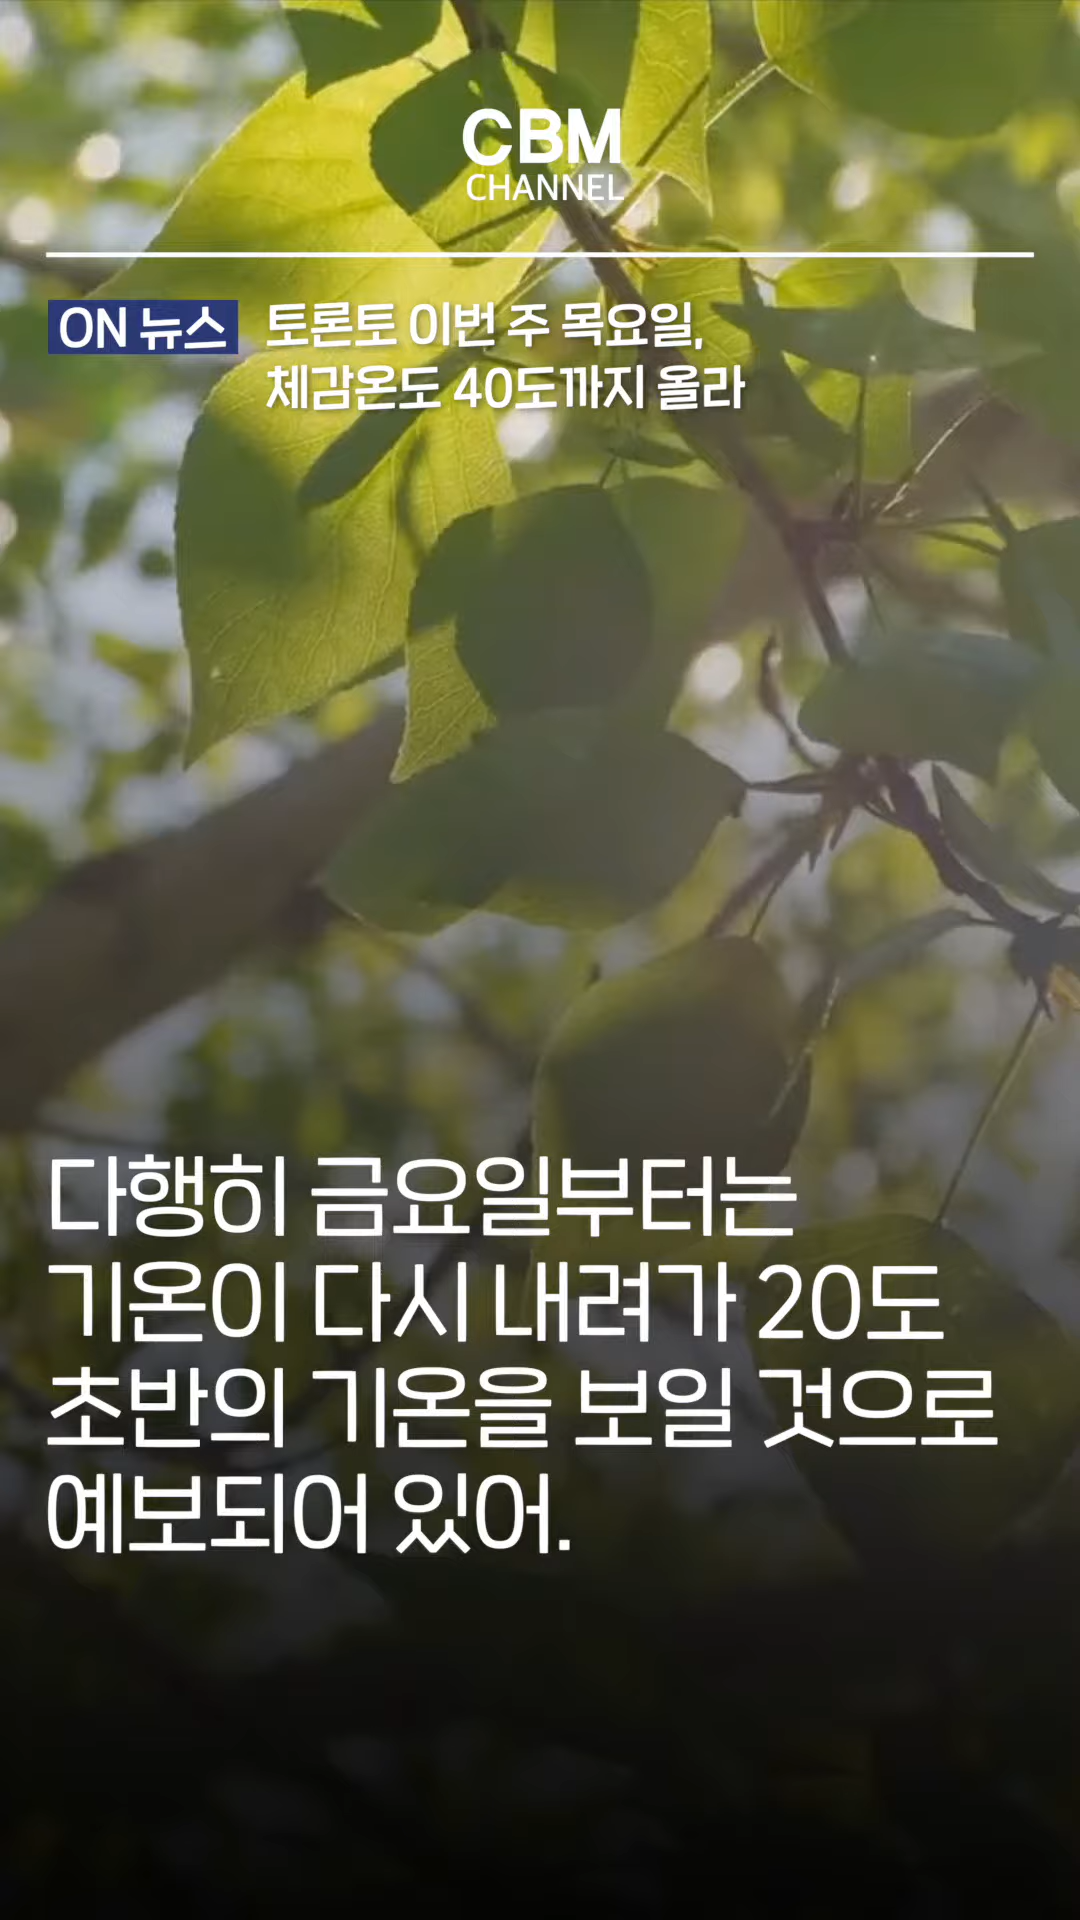 CBM
CHANNEL
ON 뉴스
토론토 이번 주 목요일,
체감온도 40도까지 올라
다행히 금요일부터는
기온이 다시 내려가 20도
초반의 기온을 보일 것으로
예보되어 있어.